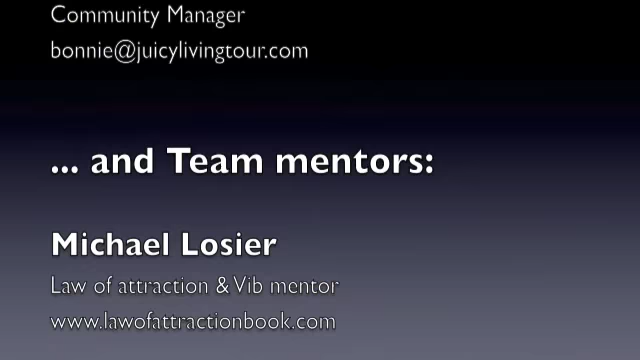 Community Manager
bonnie@juicylivingtour.com
... and Team mentors:
Michael Losier
Law of attraction & Vib mentor
www.lawofattractionbook.com